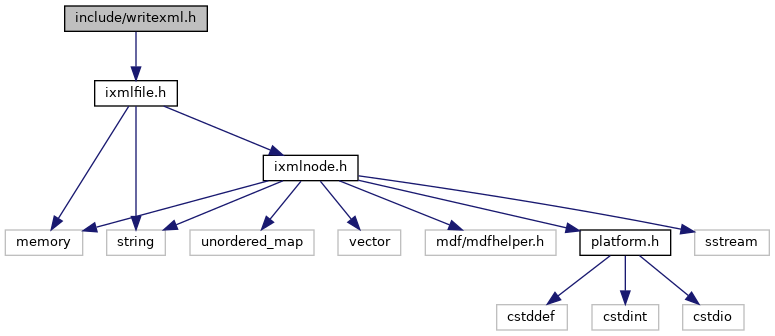 include/writexml.h
ixmlfile.h
ixmlnode.h
memory
string
unordered_map
vector
mdf/mdfhelper.h
platform.h
sstream
cstddef
cstdint
cstdio